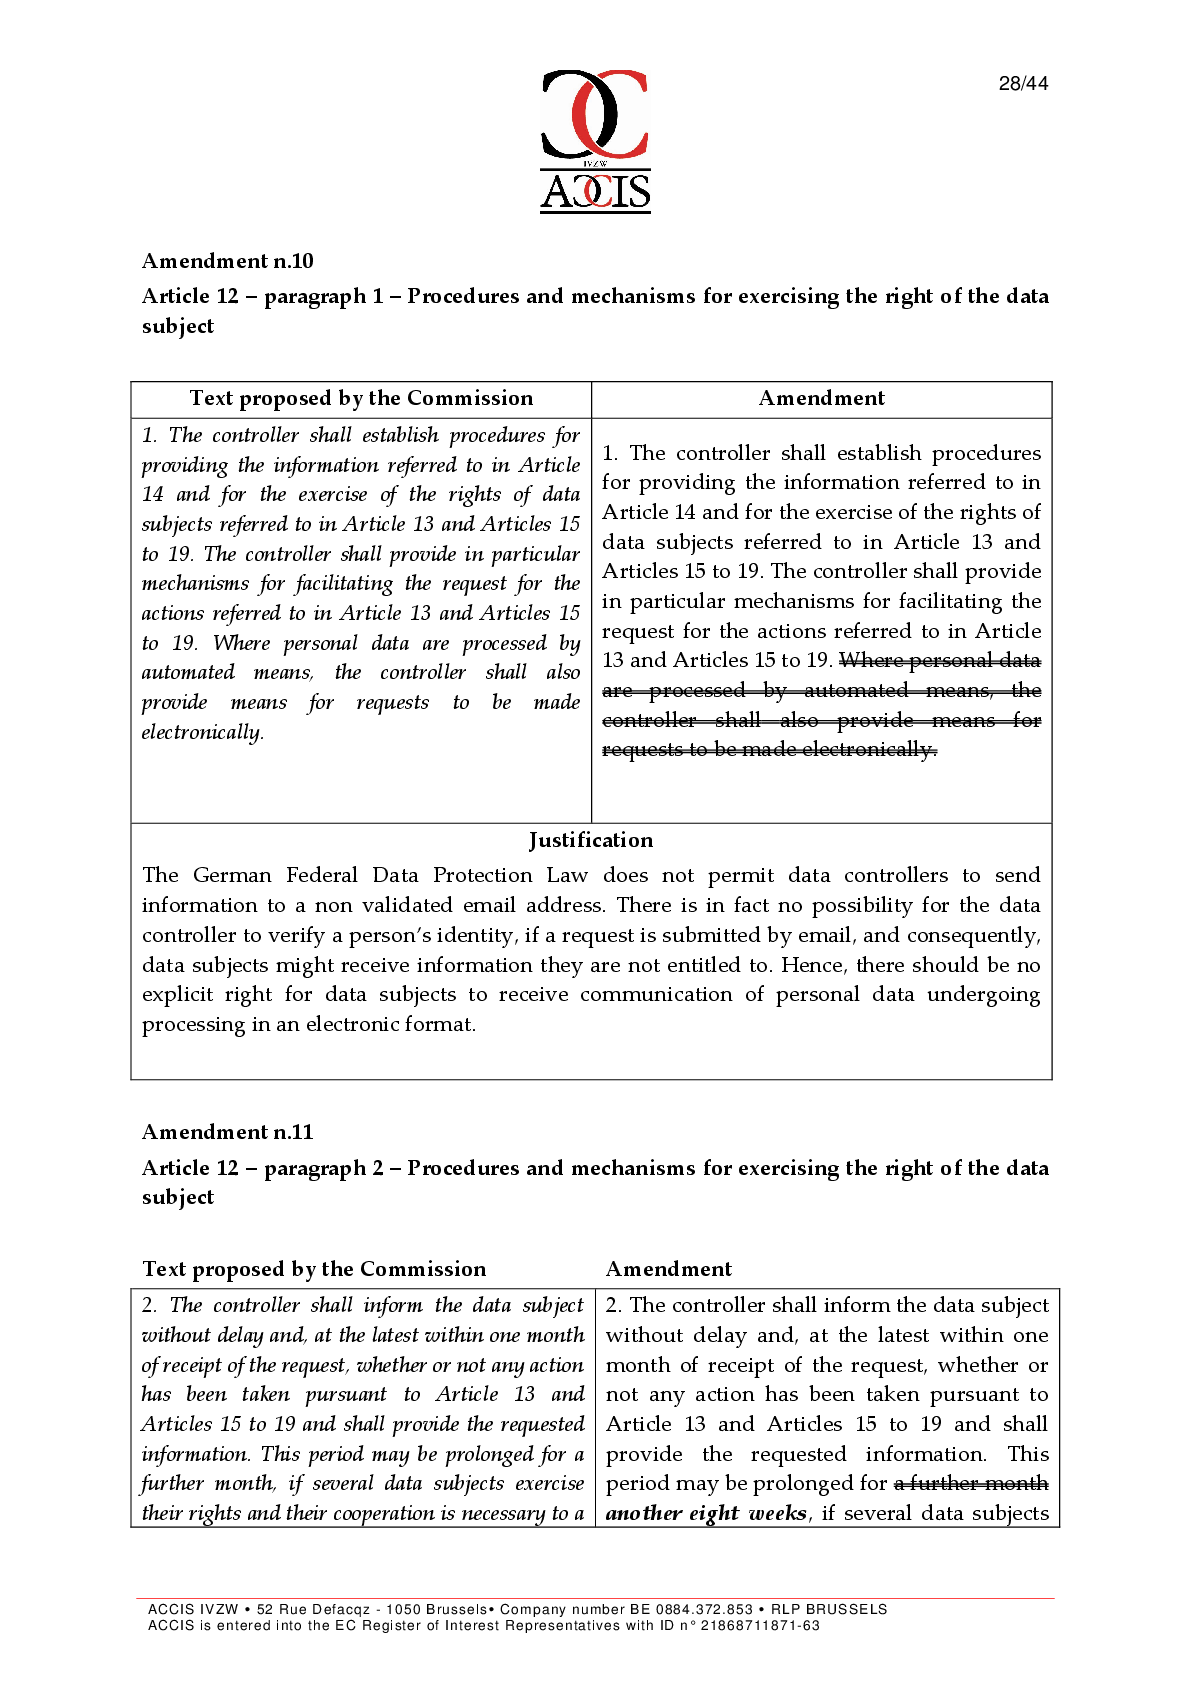 28/44
IVZW
ACCIS
Amendment n.10
Article 12 – paragraph 1 – Procedures and mechanisms for exercising the right of the data
subject
Text proposed by the Commission
1. The controller shall establish procedures for
providing the information referred to in Article
14 and for the exercise of the rights of data
subjects referred to in Article 13 and Articles 15
to 19. The controller shall provide in particular
mechanisms for facilitating the request for the
actions referred to in Article 13 and Articles 15
to 19. Where personal data are processed by
automated means, the controller shall also
provide means for requests to be made
electronically.
Amendment
1. The controller shall establish procedures
for providing the information referred to in
Article 14 and for the exercise of the rights of
data subjects referred to in Article 13 and
Articles 15 to 19. The controller shall provide
in particular mechanisms for facilitating the
request for the actions referred to in Article
13 and Articles 15 to 19. Where personal data
are processed by automated means, the
controller shall also provide means for
requests to be made electronically.
Justification
The German Federal Data Protection Law does not permit data controllers to send
information to a non validated email address. There is in fact no possibility for the data
controller to verify a person’s identity, if a request is submitted by email, and consequently,
data subjects might receive information they are not entitled to. Hence, there should be no
explicit right for data subjects to receive communication of personal data undergoing
processing in an electronic format.
Amendment n.11
Article 12 – paragraph 2 – Procedures and mechanisms for exercising the right of the data
subject
Text proposed by the Commission
2. The controller shall inform the data subject
without delay and, at the latest within one month
of receipt of the request, whether or not any action
has been taken pursuant to Article 13 and
Articles 15 to 19 and shall provide the requested
information. This period may be prolonged for a
further month, if several data subjects exercise
their rights and their cooperation is necessary to a
Amendment
2. The controller shall inform the data subject
without delay and, at the latest within one
month of receipt of the request, whether or
not any action has been taken pursuant to
Article 13 and Articles 15 to 19 and shall
provide the requested information. This
period may be prolonged for a further month
another eight weeks, if several data subjects
ACCIS IVZW • 52 Rue Defacqz - 1050 Brussels• Company number BE 0884.372.853 • RLP BRUSSELS
ACCIS is entered into the EC Register of Interest Representatives with ID n° 21868711871-63